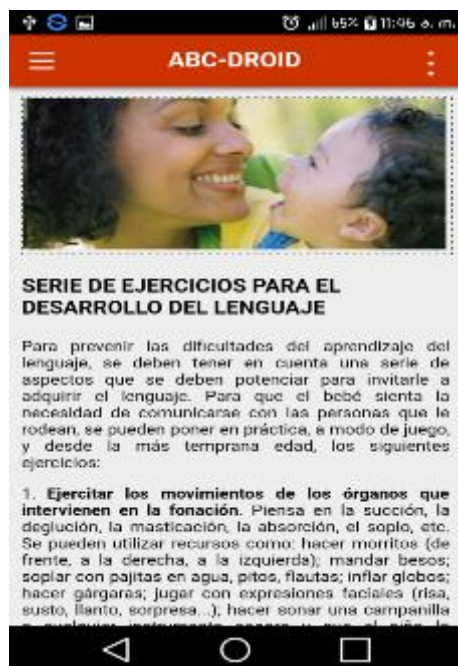 65% 11:46 a. m.
ABC-DROID
SERIE DE EJERCICIOS PARA EL
DESARROLLO DEL LENGUAJE
Para prevenir las dificultades del aprendizaje del
lenguaje, se deben tener en cuenta una serie de
aspectos que se deben potenciar para invitarle a
adquirir el lenguaje. Para que el bebé sienta la
necesidad de comunicarse con las personas que le
rodean, se pueden poner en práctica, a modo de juego,
y desde la más temprana edad, los siguientes
ejercicios:
1. Ejercitar los movimientos de los órganos que
intervienen en la fonación. Piensa en la succión, la
deglución, la masticación, la absorción, el soplo, etc.
Se pueden utilizar recursos como: hacer morritos (de
frente, a la derecha, a la izquierda); mandar besos;
soplar con pajitas en agua, pitos, flautas; inflar globos;
hacer gárgaras; jugar con expresiones faciales (risa,
susto, llanto, sorpresa...); hacer sonar una campanilla